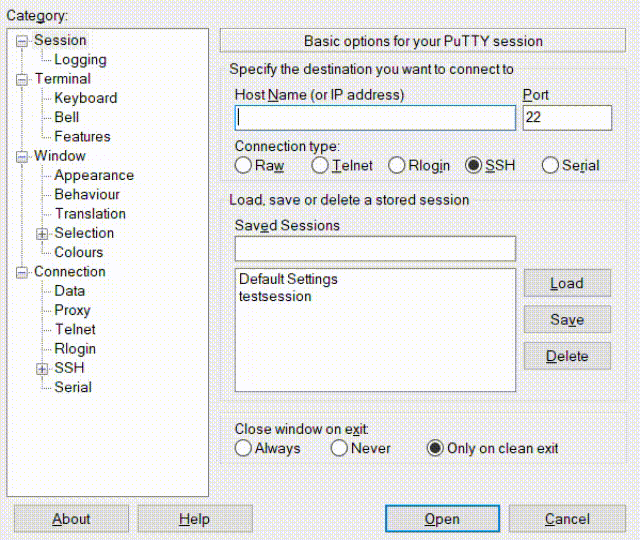 Category:
Session
Logging
Terminal
Keyboard
Bell
Features
Window
Appearance
Behaviour
Translation
Selection
Colours
Connection
Data
Proxy
Telnet
Rlogin
SSH
Serial
Basic options for your PuTTY session
Specify the destination you want to connect to
Host Name (or IP address) Port
22
Connection type:
Raw Telnet Rlogin SSH Serial
Load, save or delete a stored session
Saved Sessions
Default Settings
testsession
Load
Save
Delete
Close window on exit:
Always Never Only on clean exit
About Help Open Cancel